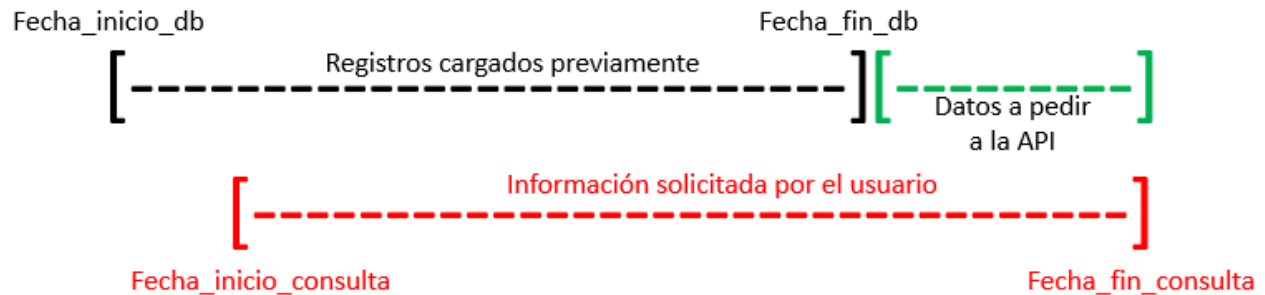 Fecha_inicio_db
Fecha_fin_db
Registros cargados previamente
Datos a pedir
a la API
Información solicitada por el usuario
Fecha_inicio_consulta
Fecha_fin_consulta